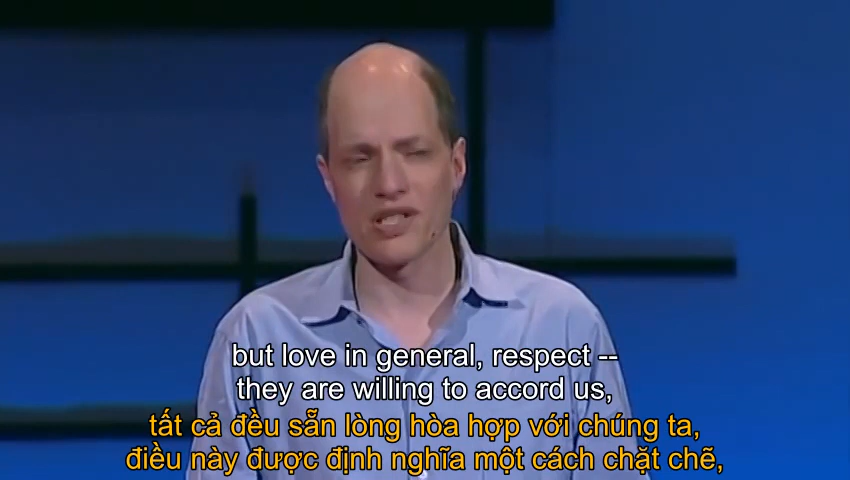 but love in general, respect --
they are willing to accord us,
tất cả đều sẵn lòng hòa hợp với chúng ta,
điều này được định nghĩa một cách chặt chẽ,